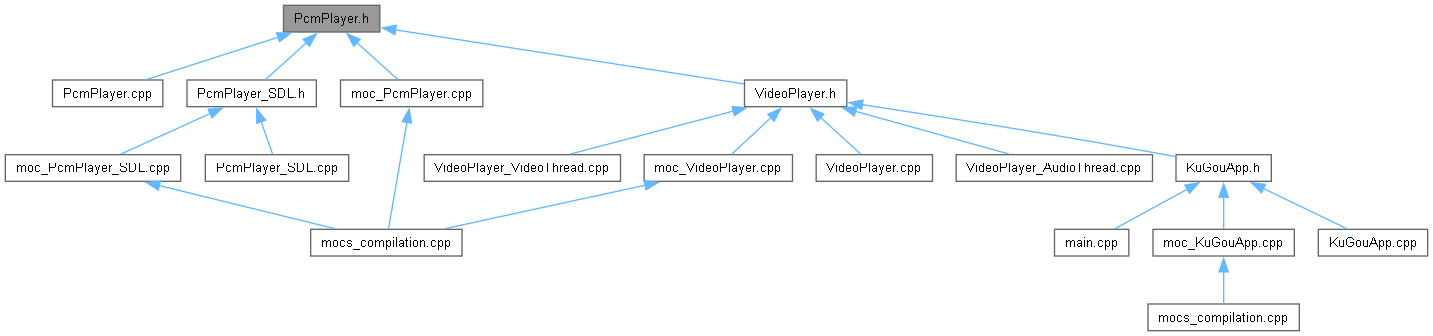 PcmPlayer.h
PcmPlayer.cpp
PcmPlayer_SDL.h
moc_PcmPlayer.cpp
VideoPlayer.h
moc_PcmPlayer_SDL.cpp
PcmPlayer_SDL.cpp
VideoPlayer_VideoThread.cpp
moc_VideoPlayer.cpp
VideoPlayer.cpp
VideoPlayer_AudioThread.cpp
KuGouApp.h
mocs_compilation.cpp
main.cpp
moc_KuGouApp.cpp
KuGouApp.cpp
mocs_compilation.cpp